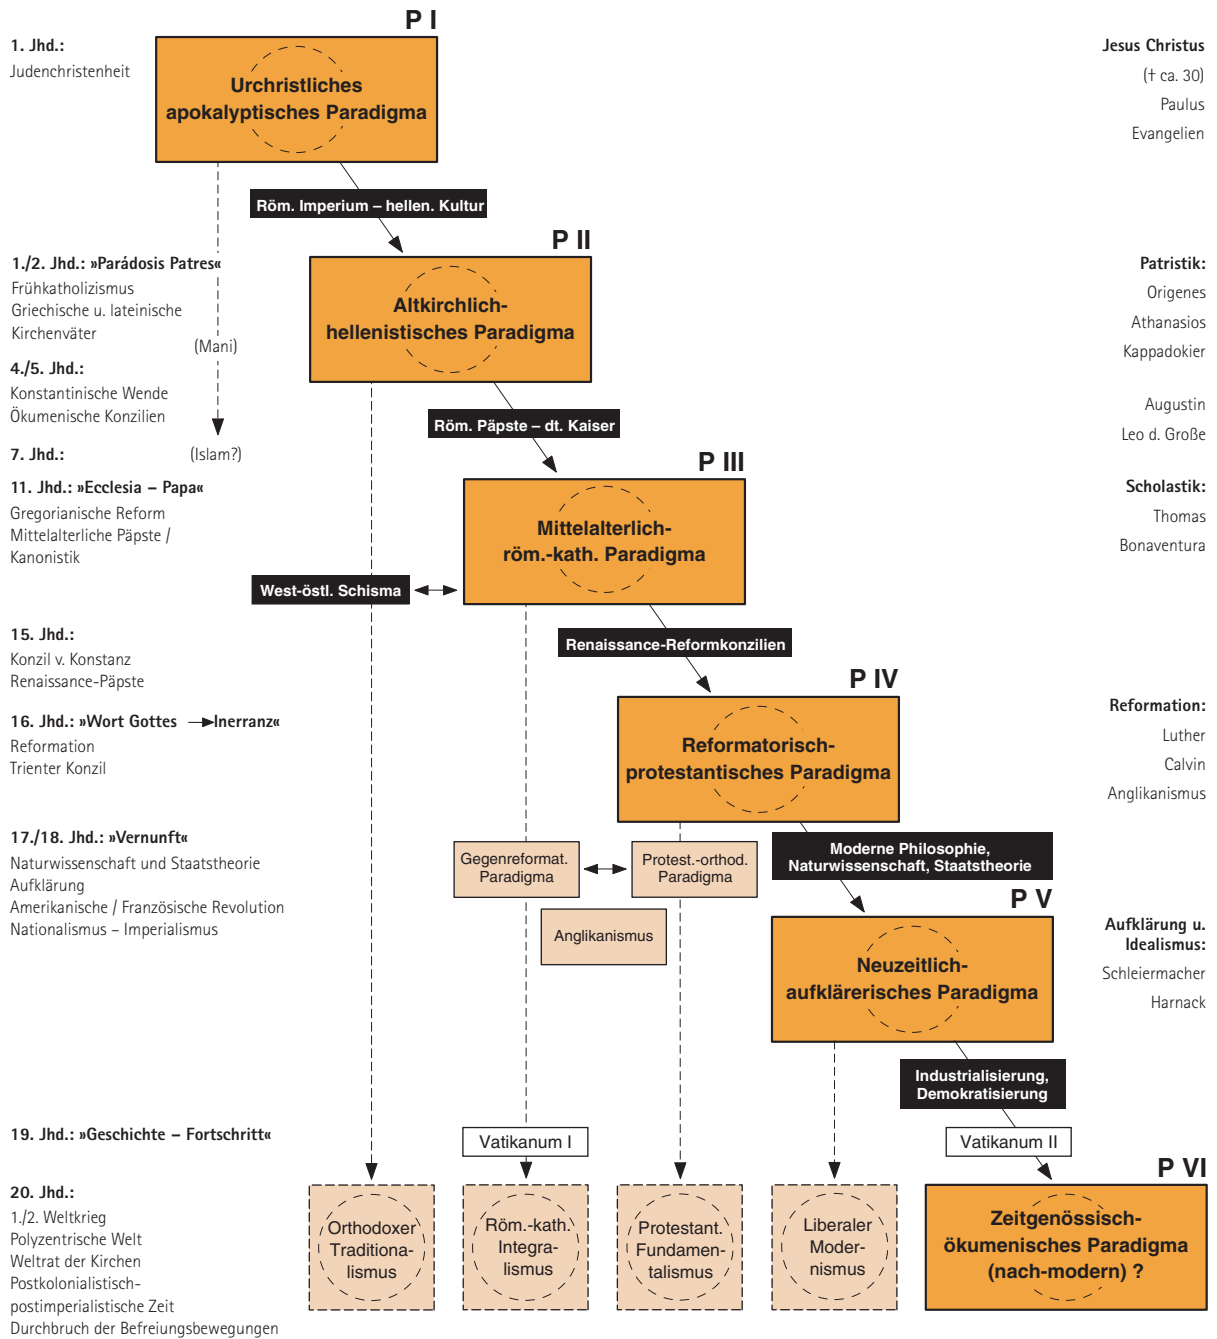 P I
1. Jhd.:
Judenchristenheit
Urchristliches
apokalyptisches Paradigma
Jesus Christus
(† ca. 30)
Paulus
Evangelien
Röm. Imperium – hellen. Kultur
P II
1./2. Jhd.: »Parádosis Patres«
Frühkatholizismus
Griechische u. lateinische
Kirchenväter
(Mani)
Altkirchlich-
hellenistisches Paradigma
Patristik:
Origenes
Athanasios
Kappadokier
Augustin
Leo d. Große
4./5. Jhd.:
Konstantinische Wende
Ökumenische Konzilien
Röm. Päpste – dt. Kaiser
7. Jhd.:
(Islam?)
P III
11. Jhd.: »Ecclesia – Papa«
Gregorianische Reform
Mittelalterliche Päpste /
Kanonistik
Mittelalterlich-
röm.-kath. Paradigma
Scholastik:
Thomas
Bonaventura
West-östl. Schisma
15. Jhd.:
Konzil v. Konstanz
Renaissance-Päpste
Renaissance-Reformkonzilien
P IV
16. Jhd.: »Wort Gottes → Inerranz«
Reformation
Trienter Konzil
Reformatorisch-
protestantisches Paradigma
Reformation:
Luther
Calvin
Anglikanismus
17./18. Jhd.: »Vernunft«
Naturwissenschaft und Staatstheorie
Aufklärung
Amerikanische / Französische Revolution
Nationalismus – Imperialismus
Gegenreformat.
Paradigma
Protest.-orthod.
Paradigma
Anglikanismus
Moderne Philosophie,
Naturwissenschaft, Staatstheorie
P V
Neuzeitlich-
aufklärerisches Paradigma
Aufklärung u.
Idealismus:
Schleiermacher
Harnack
Industrialisierung,
Demokratisierung
19. Jhd.: »Geschichte – Fortschritt«
Vatikanum I
Vatikanum II
P VI
20. Jhd.:
1./2. Weltkrieg
Polyzentrische Welt
Weltrat der Kirchen
Postkolonialistisch-
postimperialistische Zeit
Durchbruch der Befreiungsbewegungen
Orthodoxer
Traditiona-
lismus
Röm.-kath.
Integra-
lismus
Protestant.
Fundamen-
talismus
Liberaler
Moder-
nismus
Zeitgenössisch-
ökumenisches Paradigma
(nach-modern) ?